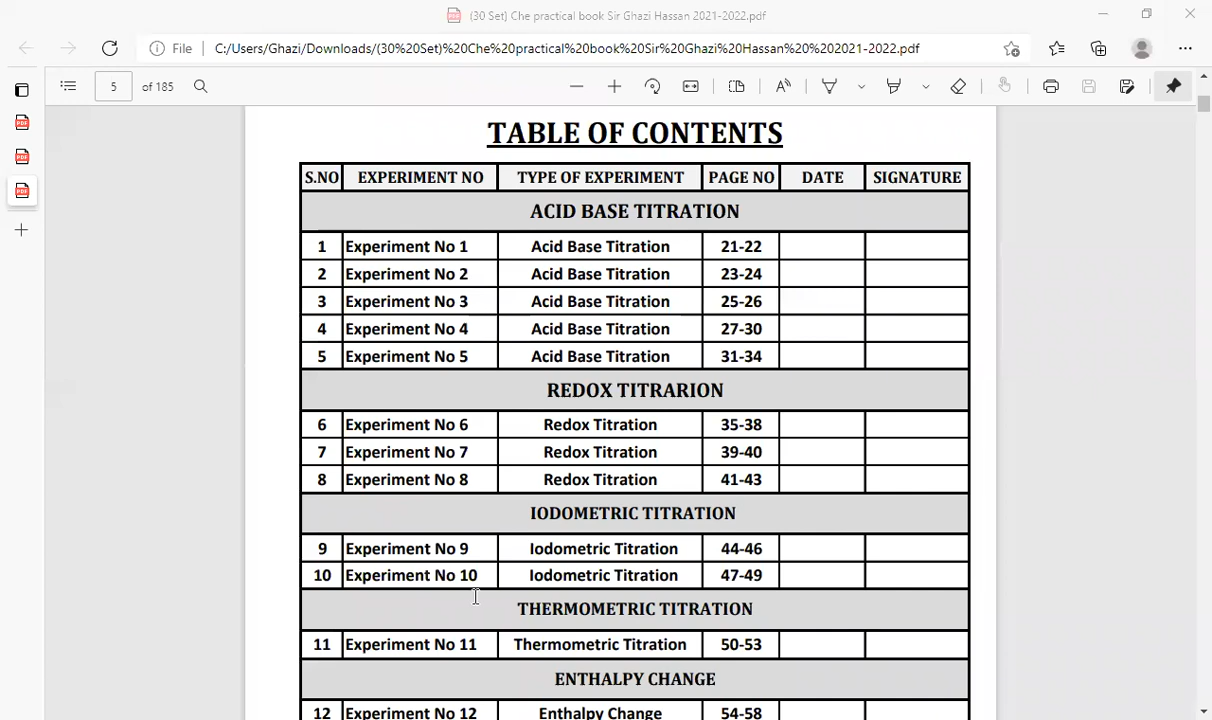 (30 Set) Che practical book Sir Ghazi Hassan 2021-2022.pdf
File C:/Users/Ghazi/Downloads/(30%20Set)%20Che%20practical%20book%20Sir%20Ghazi%20Hassan%20%202021-2022.pdf
5 of 185
TABLE OF CONTENTS
S.NO EXPERIMENT NO TYPE OF EXPERIMENT PAGE NO DATE SIGNATURE
ACID BASE TITRATION
1 Experiment No 1 Acid Base Titration 21-22
2 Experiment No 2 Acid Base Titration 23-24
3 Experiment No 3 Acid Base Titration 25-26
4 Experiment No 4 Acid Base Titration 27-30
5 Experiment No 5 Acid Base Titration 31-34
REDOX TITRARION
6 Experiment No 6 Redox Titration 35-38
7 Experiment No 7 Redox Titration 39-40
8 Experiment No 8 Redox Titration 41-43
IODOMETRIC TITRATION
9 Experiment No 9 Iodometric Titration 44-46
10 Experiment No 10 Iodometric Titration 47-49
THERMOMETRIC TITRATION
11 Experiment No 11 Thermometric Titration 50-53
ENTHALPY CHANGE
12 Experiment No 12 Enthalpy Change 54-58